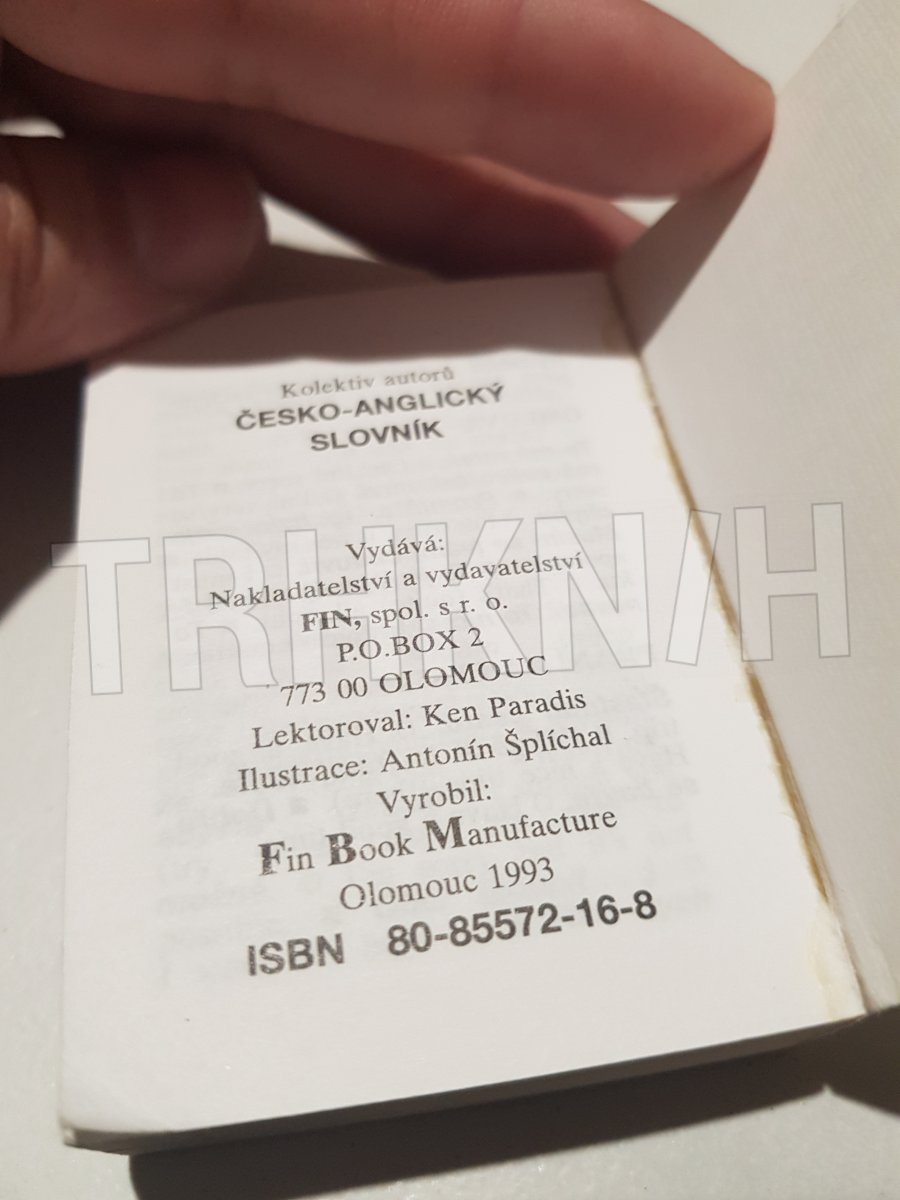 Kolektiv autorů
ČESKO-ANGLICKÝ
SLOVNÍK
Vydává:
Nakladatelství a vydavatelství
FIN, spol. s r. o.
P.O.BOX 2
773 00 OLOMOUC
Lektoroval: Ken Paradis
Ilustrace: Antonín Šplíchal
Vyrobil:
Fin Book Manufacture
Olomouc 1993
ISBN 80-85572-16-8
TRHKN/H